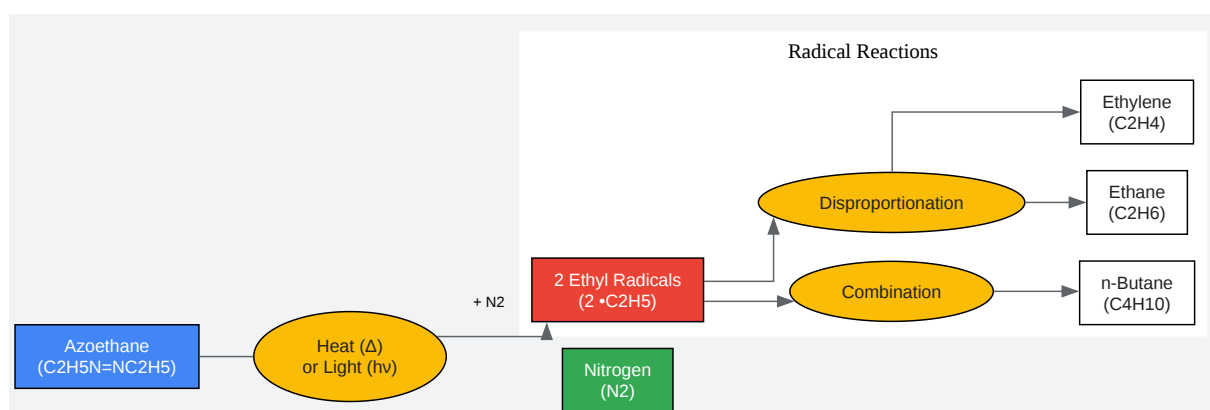 Radical Reactions
Ethylene
(C2H4)
Disproportionation
Ethane
(C2H6)
2 Ethyl Radicals
(2 •C2H5)
Combination
n-Butane
(C4H10)
+ N2
Azoethane
(C2H5N=NC2H5)
Heat (Δ)
or Light (hν)
Nitrogen
(N2)